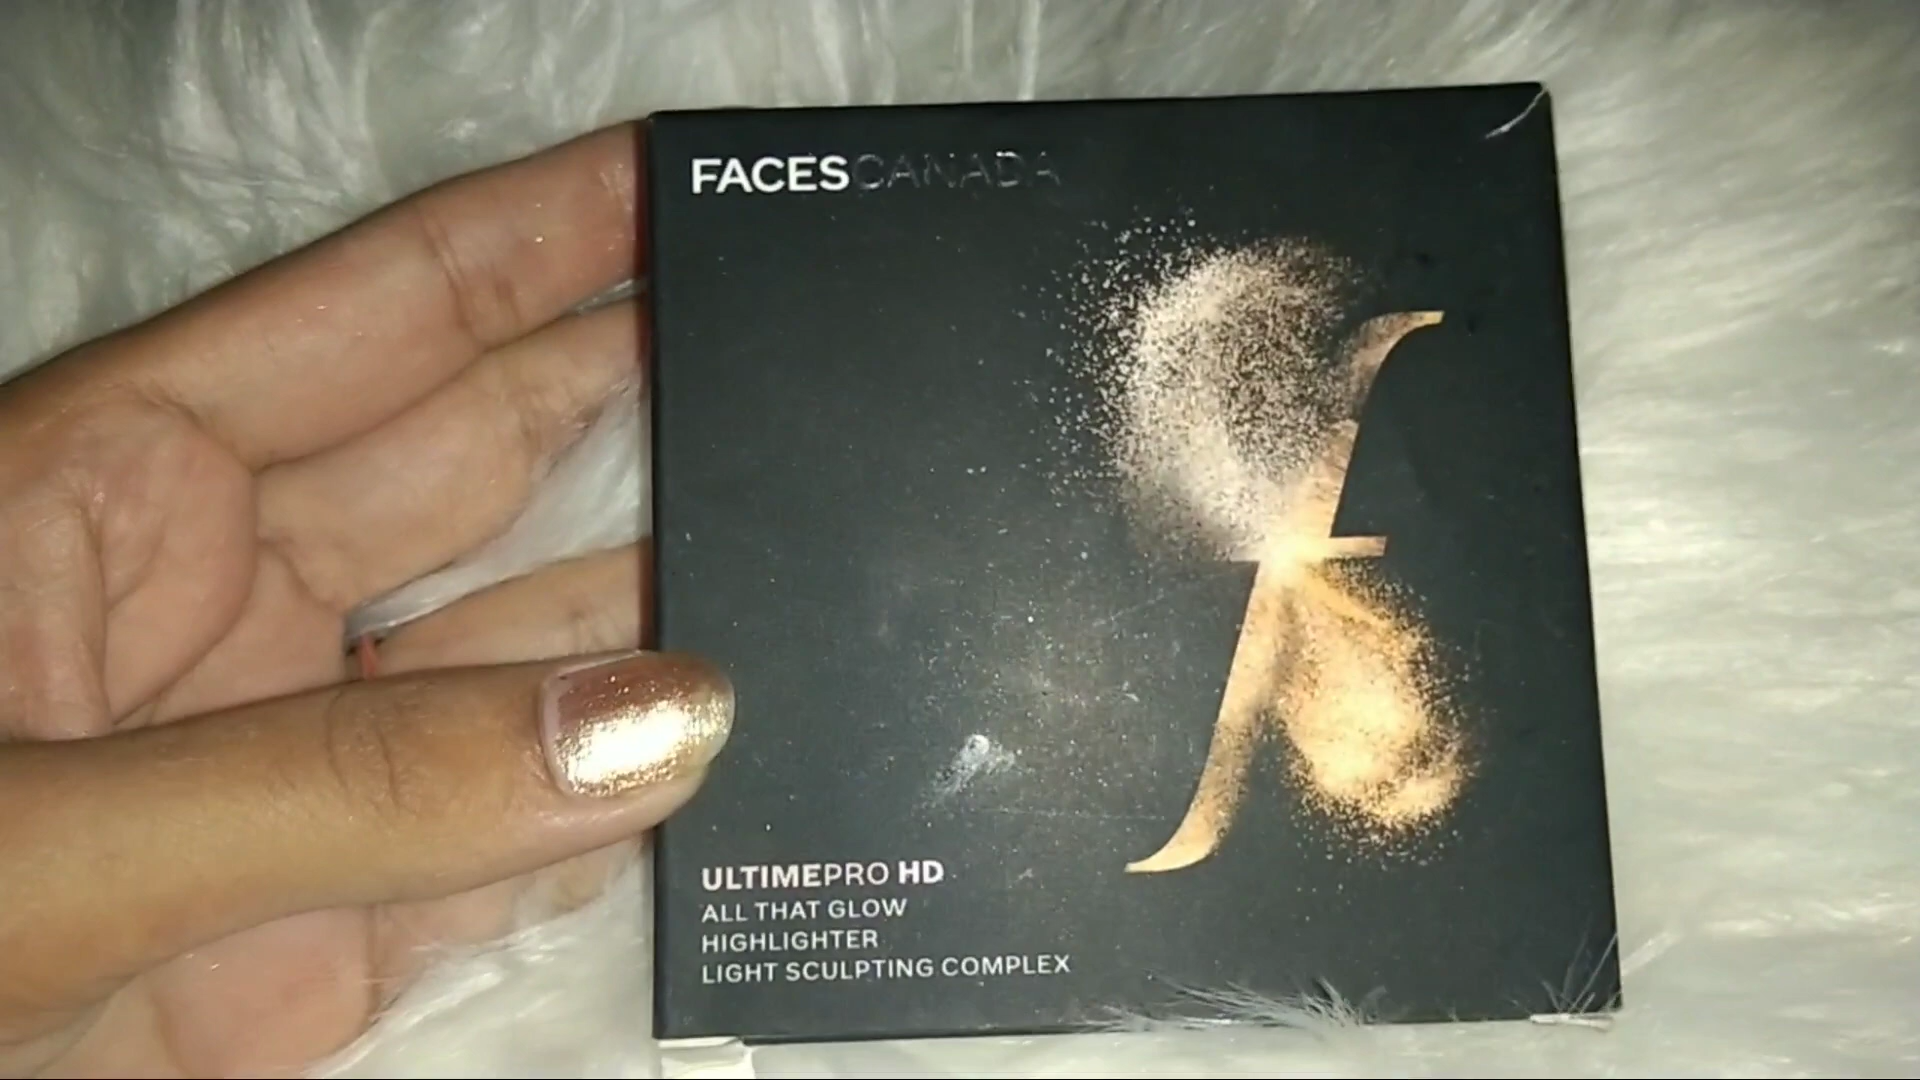 FACESCANADA
ULTIMEPRO HD
ALL THAT GLOW
HIGHLIGHTER
LIGHT SCULPTING COMPLEX